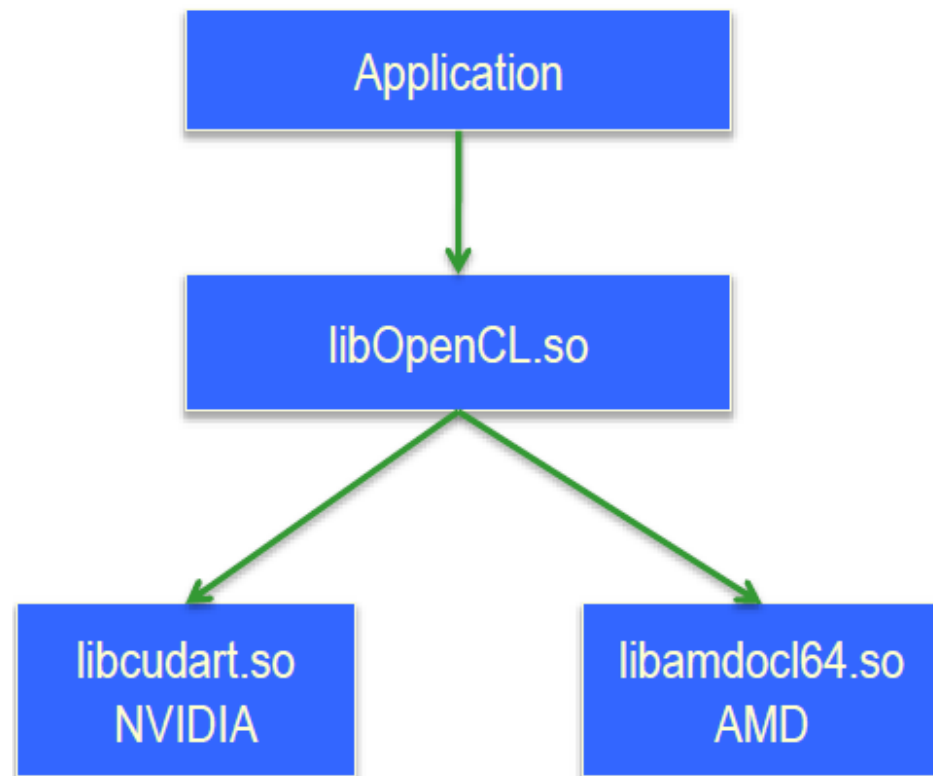 Application
libOpenCL.so
libcudart.so
NVIDIA
libamdocl64.so
AMD